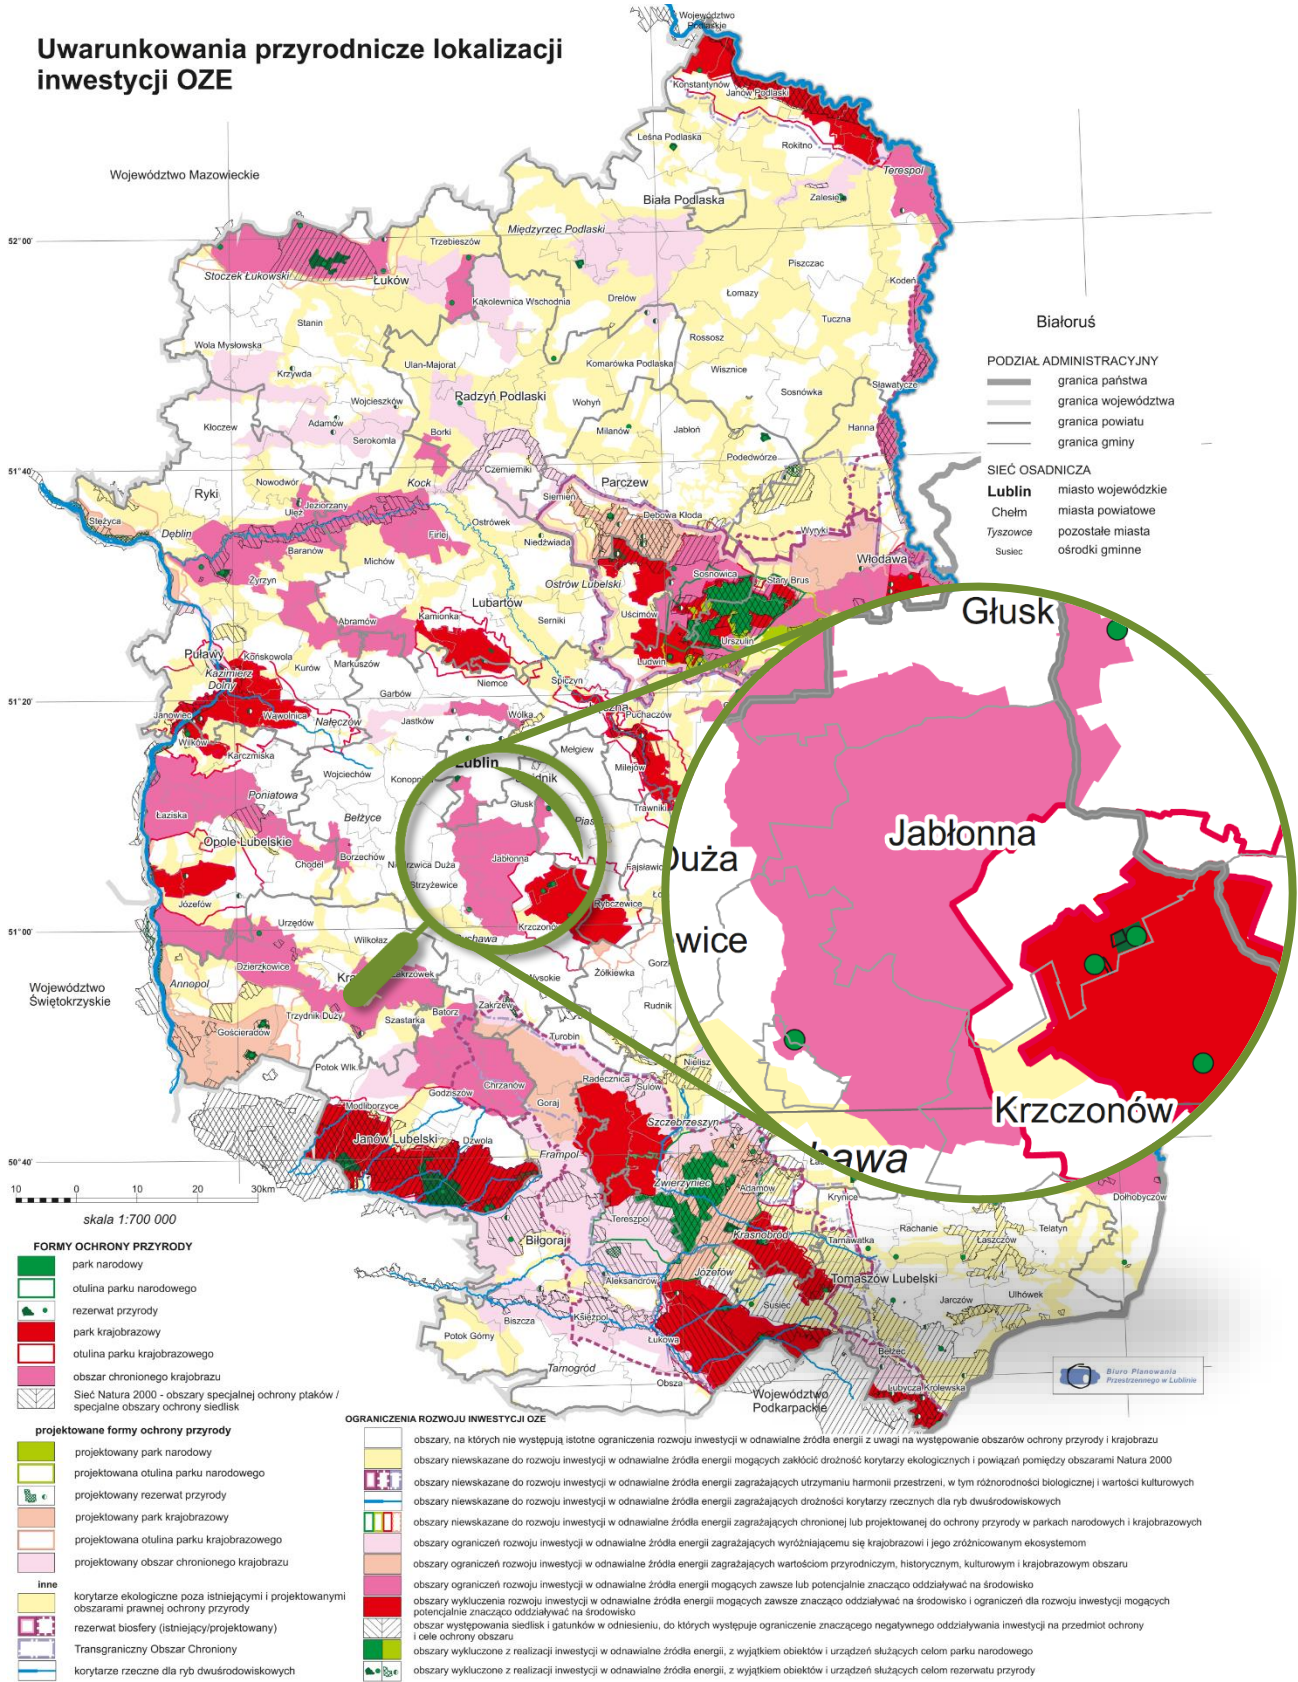 Uwarunkowania przyrodnicze lokalizacji
inwestycji OZE
Województwo
Podlaskie
Konstantynów
Janów Podlaski
Leśna Podlaska
Rokitno
Województwo Mazowieckie
Terespol
Zalesie
Biała Podlaska
Międzyrzec Podlaski
52°00'
Trzebieszów
Stoczek Łukowski
Łuków
Piszczac
Kodeń
Kąkolewnica Wschodnia
Drelów
Łomazy
Stanin
Tuczna
Białoruś
Wola Mysłowska
Rossosz
Ulan-Majorat
Komarówka Podlaska
Wisznice
Krzywda
PODZIAŁ ADMINISTRACYJNY
granica państwa
granica województwa
granica powiatu
granica gminy
Sławatycze
Sosnówka
Radzyń Podlaski
Wojcieszków
Wohyń
Kłoczew
Adamów
Serokomla
Borki
Milanów
Jabłoń
Hanna
Podedwórze
51°40'
Czemierniki
SIEĆ OSADNICZA
Lublin
miasto wojewódzkie
Chełm
miasta powiatowe
Tyszowce
pozostałe miasta
Susiec
ośrodki gminne
Ryki
Nowodwór
Kock
Parczew
Siemień
Ułęż
Jeziorzany
Stężyca
Dęblin
Ostrówek
Dębowa Kłoda
Firlej
Wyryki
Niedźwiada
Baranów
Michów
Włodawa
Żyrzyn
Ostrów Lubelski
Sosnowica
Stary Brus
Lubartów
Kamionka
Uścimów
Abramów
Serniki
Urszulin
Głusk
Puławy
Końskowola
Markuszów
Kurów
Kazimierz
Dolny
Ludwin
Niemce
Spiczyn
Garbów
51°20'
Janowiec
Wąwolnica
Nałęczów
Jastków
Wólka
Puchaczów
Wilków
Karczmiska
Mełgiew
Lublin
Wojciechów
Milejów
Poniatowa
Głusk
Trawniki
Łaziska
Bełżyce
Jabłonna
Opole Lubelskie
Chodel
Borzechów
Jabłonna
Duża
Strzyżewice
Józefów
Rybczewice
Urzędów
Krzczonów
51°00'
wice
Wilkołaz
Dzierzkowice
Annopol
Żółkiewka
Województwo
Świętokrzyskie
Zakrzew
Rudnik
Trzydnik Duży
Szastarka
Batorz
Gościeradów
Turobin
Nielisz
Potok Wlk.
Chrzanów
Radecznica
Godziszów
Sułów
Krzczonów
Modliborzyce
Goraj
Szczebrzeszyn
Janów Lubelski
Dzwola
Frampol
50°40'
Zwierzyniec
Adamów
Krynice
Dołhobyczów
10 0 10 20 30km
skala 1:700 000
Tereszpol
Rachanie
Telatyn
Krasnobród
Tarnawatka
Łaszczów
Biłgoraj
Józefów
Tomaszów Lubelski
Aleksandrów
Ulhówek
Susiec
Jarczów
Księżpol
Biszcza
Łukowa
Potok Górny
Bełżec
Tarnogród
Obsza
Lubycza Królewska
Województwo
Podkarpackie
Biuro Planowania
Przestrzennego w Lublinie
FORMY OCHRONY PRZYRODY
park narodowy
otulina parku narodowego
rezerwat przyrody
park krajobrazowy
otulina parku krajobrazowego
obszar chronionego krajobrazu
Sieć Natura 2000 - obszary specjalnej ochrony ptaków /
specjalne obszary ochrony siedlisk
projektowane formy ochrony przyrody
projektowany park narodowy
projektowana otulina parku narodowego
projektowany rezerwat przyrody
projektowany park krajobrazowy
projektowana otulina parku krajobrazowego
projektowany obszar chronionego krajobrazu
inne
korytarze ekologiczne poza istniejącymi i projektowanymi
obszarami prawnej ochrony przyrody
rezerwat biosfery (istniejący/projektowany)
Transgraniczny Obszar Chroniony
korytarze rzeczne dla ryb dwuśrodowiskowych
OGRANICZENIA ROZWOJU INWESTYCJI OZE
obszary, na których nie występują istotne ograniczenia rozwoju inwestycji w odnawialne źródła energii z uwagi na występowanie obszarów ochrony przyrody i krajobrazu
obszary niewskazane do rozwoju inwestycji w odnawialne źródła energii mogących zakłócić drożność korytarzy ekologicznych i powiązań pomiędzy obszarami Natura 2000
obszary niewskazane do rozwoju inwestycji w odnawialne źródła energii zagrażających utrzymaniu harmonii przestrzeni, w tym różnorodności biologicznej i wartości kulturowych
obszary niewskazane do rozwoju inwestycji w odnawialne źródła energii zagrażających drożności korytarzy rzecznych dla ryb dwuśrodowiskowych
obszary niewskazane do rozwoju inwestycji w odnawialne źródła energii zagrażających chronionej lub projektowanej do ochrony przyrody w parkach narodowych i krajobrazowych
obszary ograniczeń rozwoju inwestycji w odnawialne źródła energii zagrażających wyróżniającemu się krajobrazowi i jego zróżnicowanym ekosystemom
obszary ograniczeń rozwoju inwestycji w odnawialne źródła energii zagrażających wartościom przyrodniczym, historycznym, kulturowym i krajobrazowym obszaru
obszary ograniczeń rozwoju inwestycji w odnawialne źródła energii mogących zawsze lub potencjalnie znacząco oddziaływać na środowisko
obszary wykluczenia rozwoju inwestycji w odnawialne źródła energii mogących zawsze znacząco oddziaływać na środowisko i ograniczeń dla rozwoju inwestycji mogących
potencjalnie znacząco oddziaływać na środowisko
obszar występowania siedlisk i gatunków w odniesieniu, do których występuje ograniczenie znaczącego negatywnego oddziaływania inwestycji na przedmiot ochrony
i cele ochrony obszaru
obszary wykluczone z realizacji inwestycji w odnawialne źródła energii, z wyjątkiem obiektów i urządzeń służących celom parku narodowego
obszary wykluczone z realizacji inwestycji w odnawialne źródła energii, z wyjątkiem obiektów i urządzeń służących celom rezerwatu przyrody